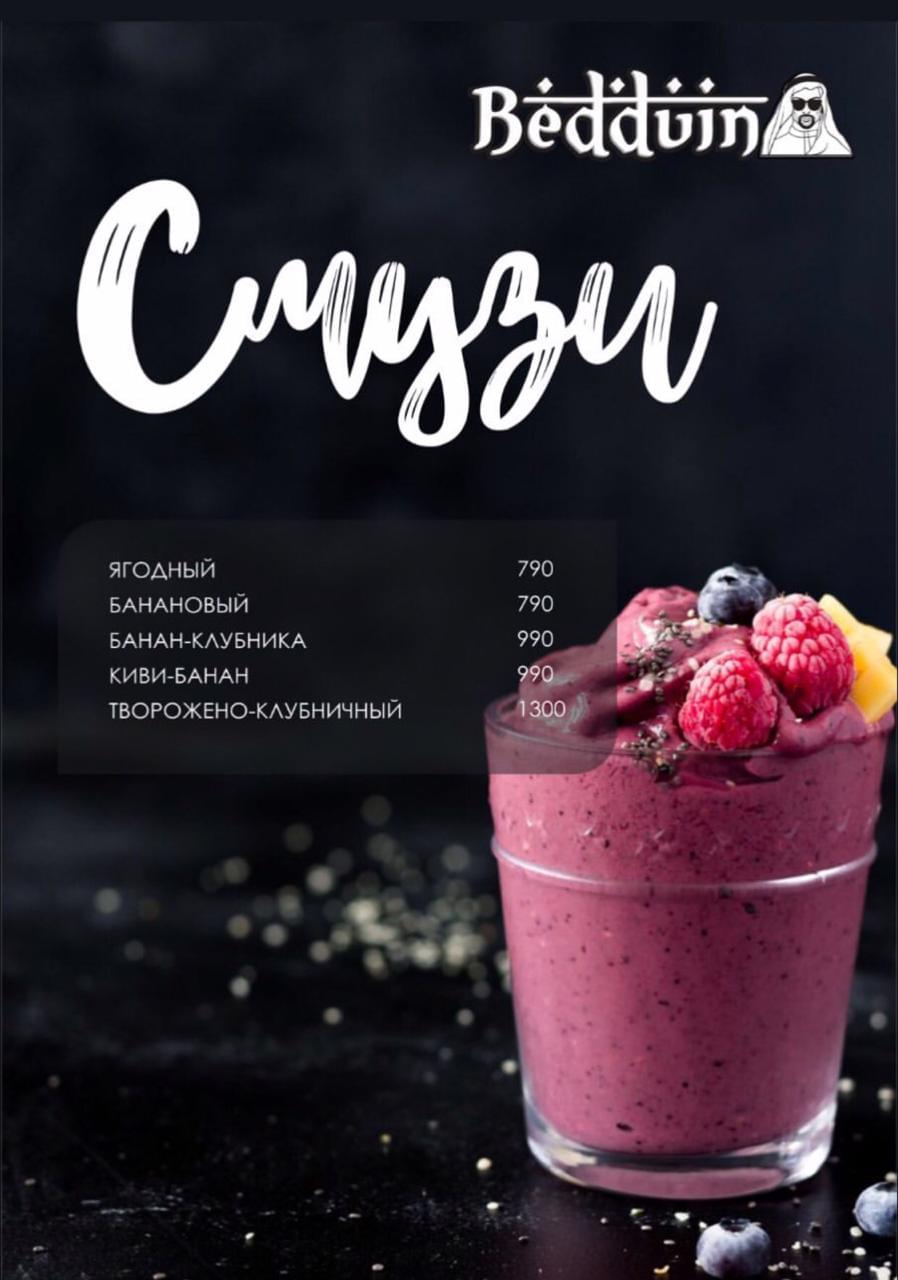 Bedduin
Смузи
ЯГОДНЫЙ 790
БАНАНОВЫЙ 790
БАНАН-КЛУБНИКА 990
КИВИ-БАНАН 990
ТВОРОЖЕНО-КЛУБНИЧНЫЙ 1300